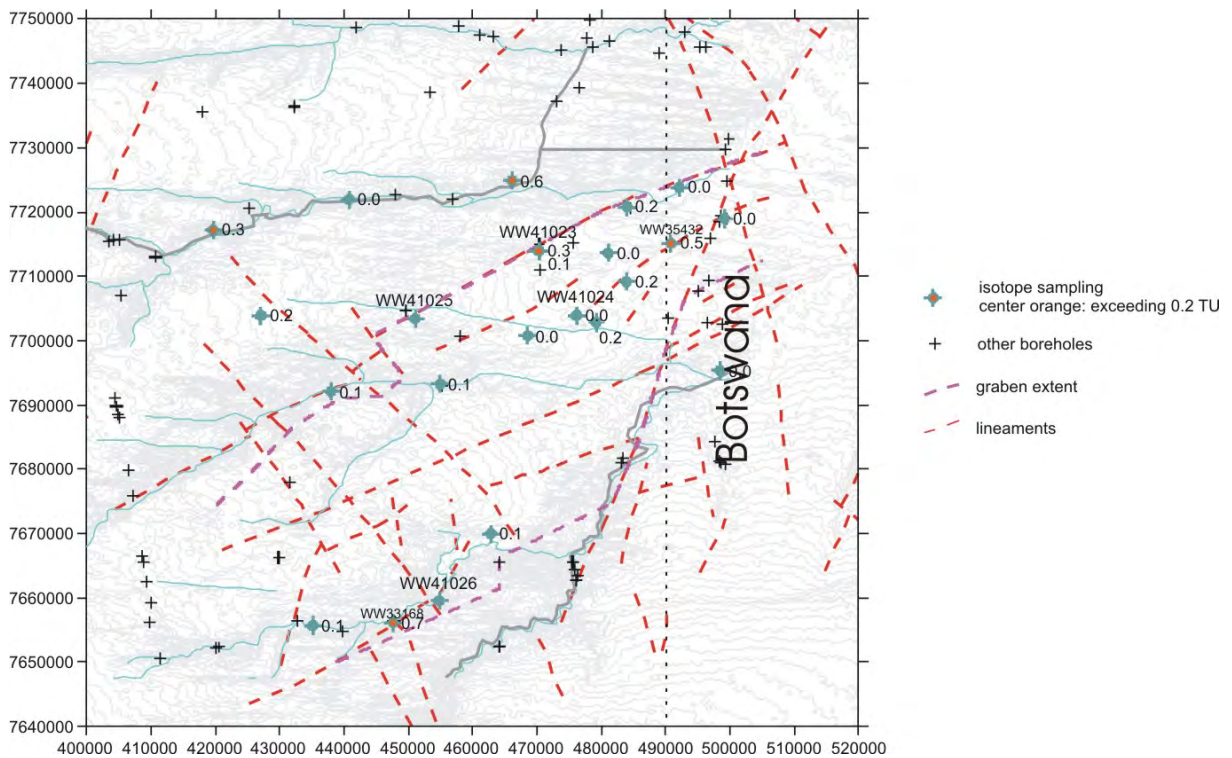 7750000
7740000
7730000
7720000
7710000
7700000
7690000
7680000
7670000
7660000
7650000
7640000
400000 410000 420000 430000 440000 450000 460000 470000 480000 490000 500000 510000 520000
0.6
0.0
0.0
0.2
0.3
WW35432
0.0
WW41023
0.5
0.3
0.0
0.1
0.2
WW41025
WW41024
0.2
0.0
0.0
0.2
0.0
0.1
0.1
Botswana
0.1
WW41026
WW33168
0.1
0.7
isotope sampling
center orange: exceeding 0.2 TU
other boreholes
graben extent
lineaments